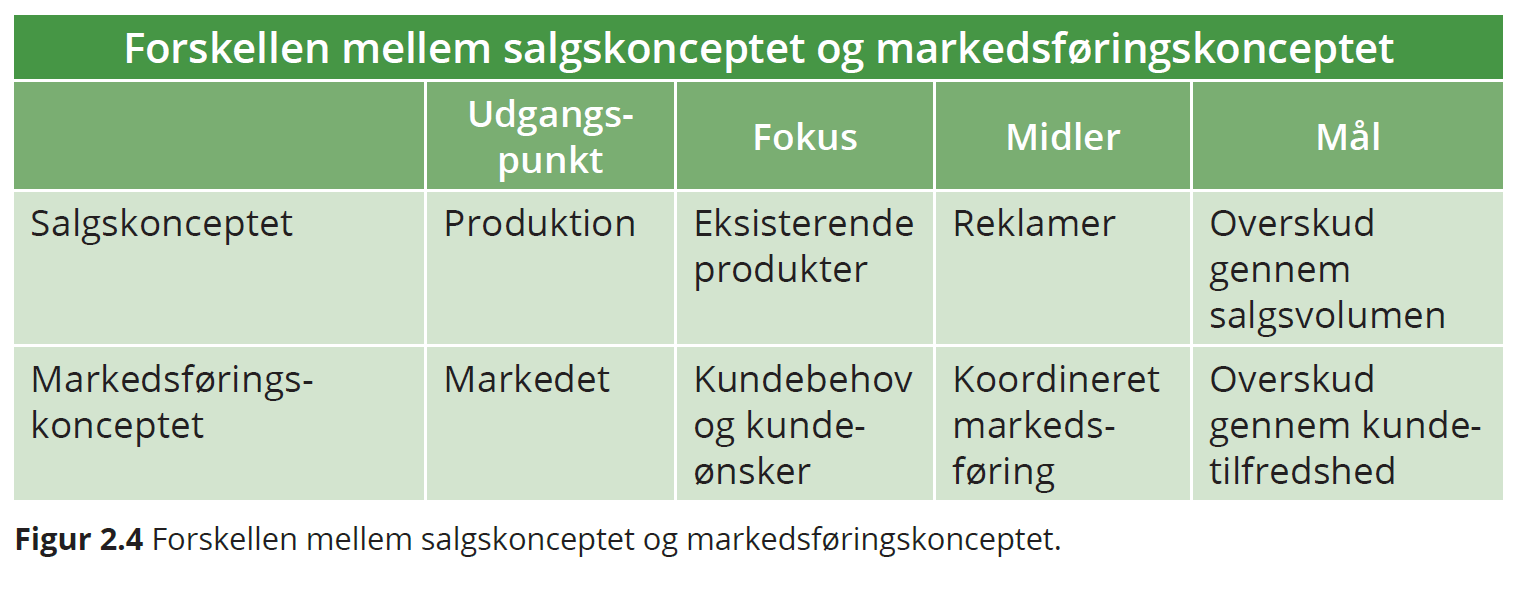 Forskellen mellem salgskonceptet og markedsføringskonceptet
Udgangs-
punkt
Fokus
Midler
Mål
Salgskonceptet
Produktion
Eksisterende
produkter
Reklamer
Overskud
gennem
salgsvolumen
Markedsførings-
konceptet
Markedet
Kundebehov
og kunde-
ønsker
Koordineret
markeds-
føring
Overskud
gennem kunde-
tilfredshed
Figur 2.4 Forskellen mellem salgskonceptet og markedsføringskonceptet.